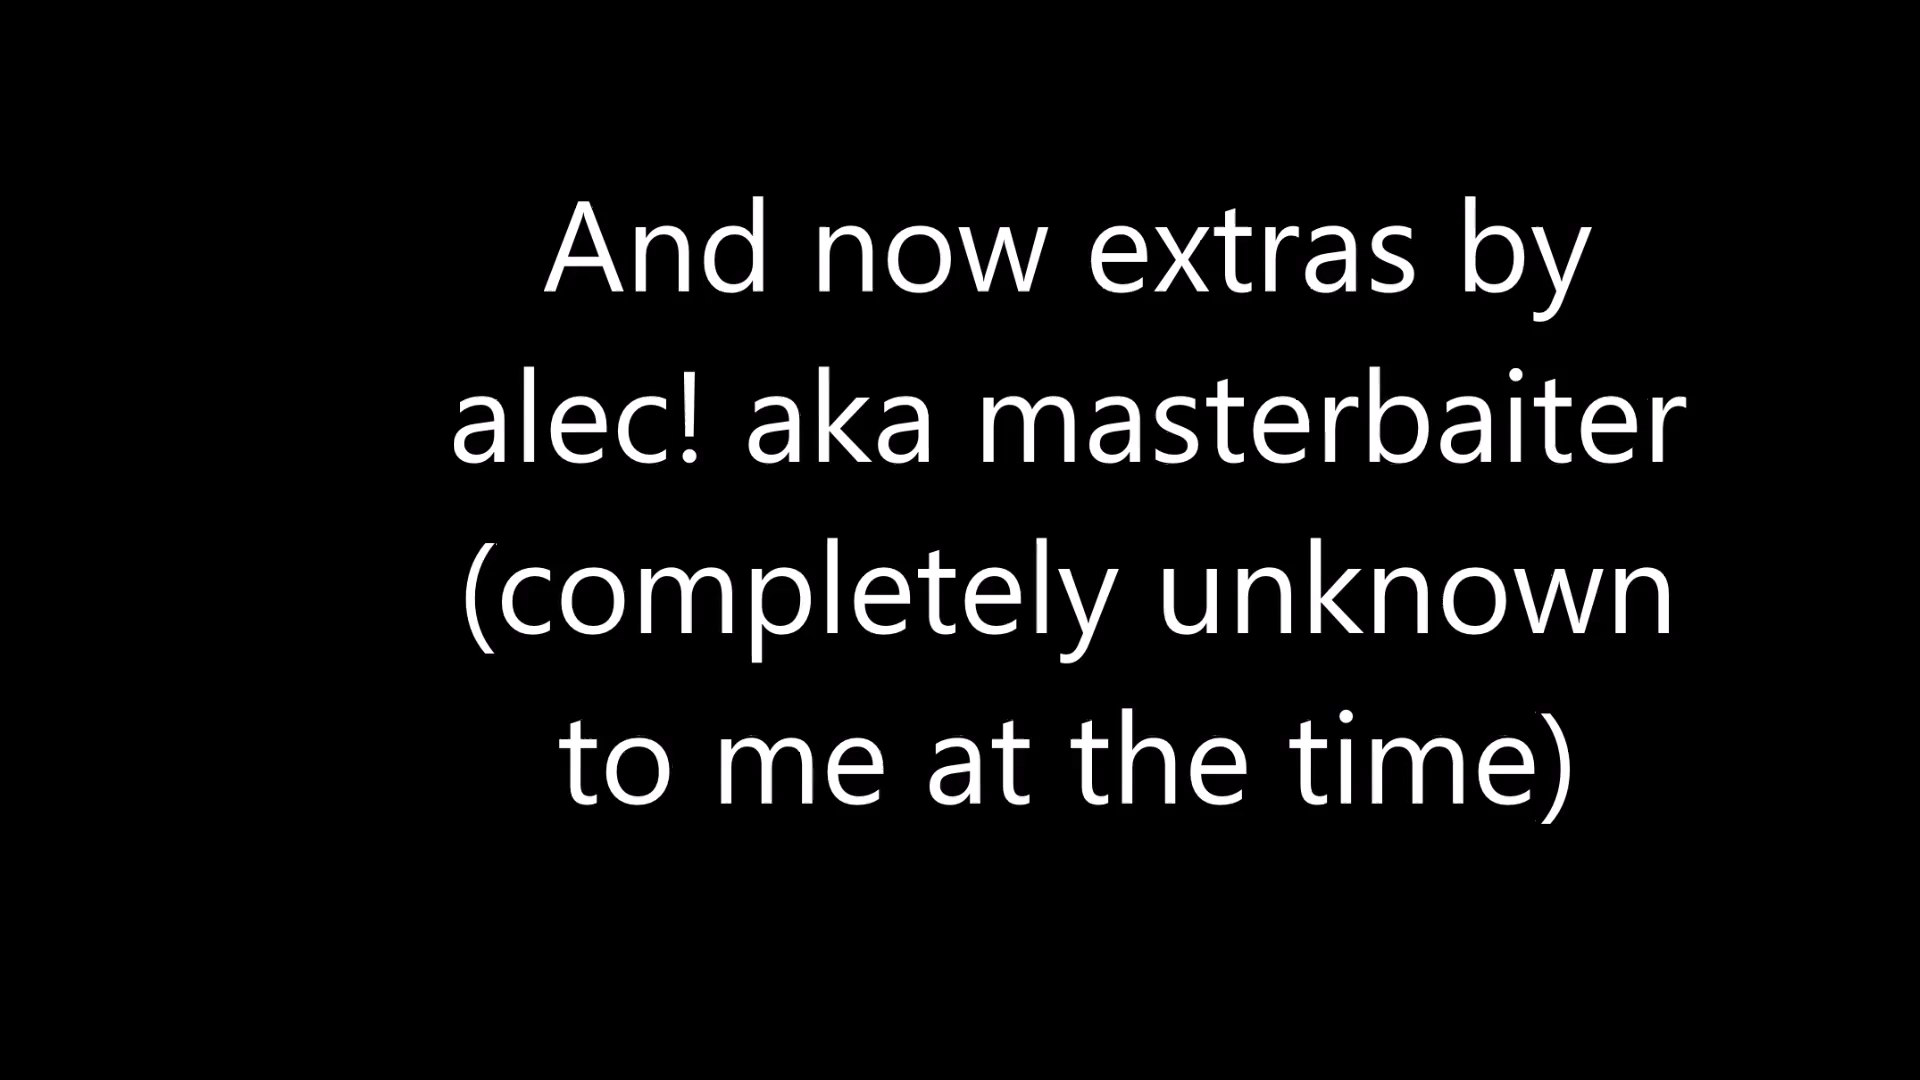 And now extras by
alec! aka masterbaiter
(completely unknown
to me at the time)